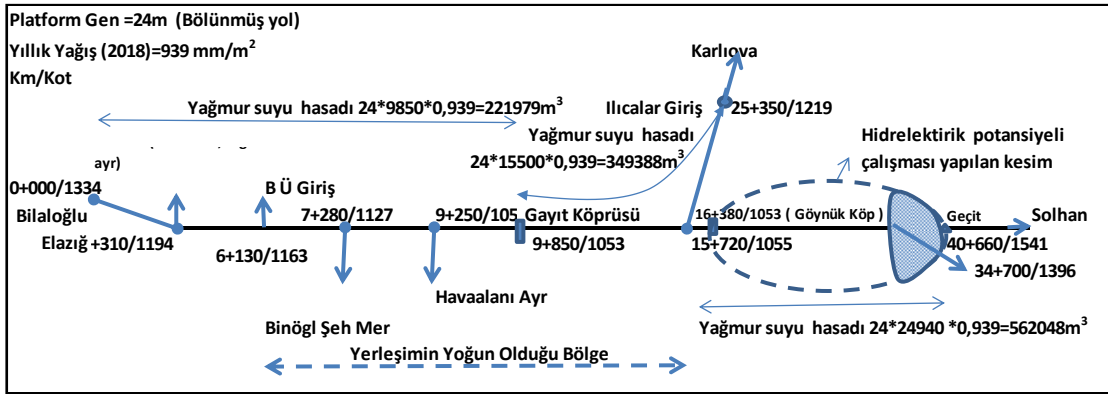 Platform Gen =24m (Bölünmüş yol)
Yıllık Yağış (2018)=939 mm/m²
Km/Kot
Karlıova
Yağmur suyu hasadı 24*9850*0,939=221979m³
Ilıcalar Giriş
25+350/1219
Yağmur suyu hasadı
24*15500*0,939=349388m³
Hidrelektirik potansiyeli
çalışması yapılan kesim
ayr)
0+000/1334
Bilaloğlu
Elazığ
+310/1194
B Ü Giriş
6+130/1163
7+280/1127
9+250/105
Gayıt Köprüsü
9+850/1053
16+380/1053 ( Göynük Köp )
15+720/1055
Geçit
40+660/1541
Solhan
34+700/1396
Havaalanı Ayr
Binögl Şeh Mer
Yağmur suyu hasadı 24*24940 *0,939=562048m³
Yerleşimin Yoğun Olduğu Bölge